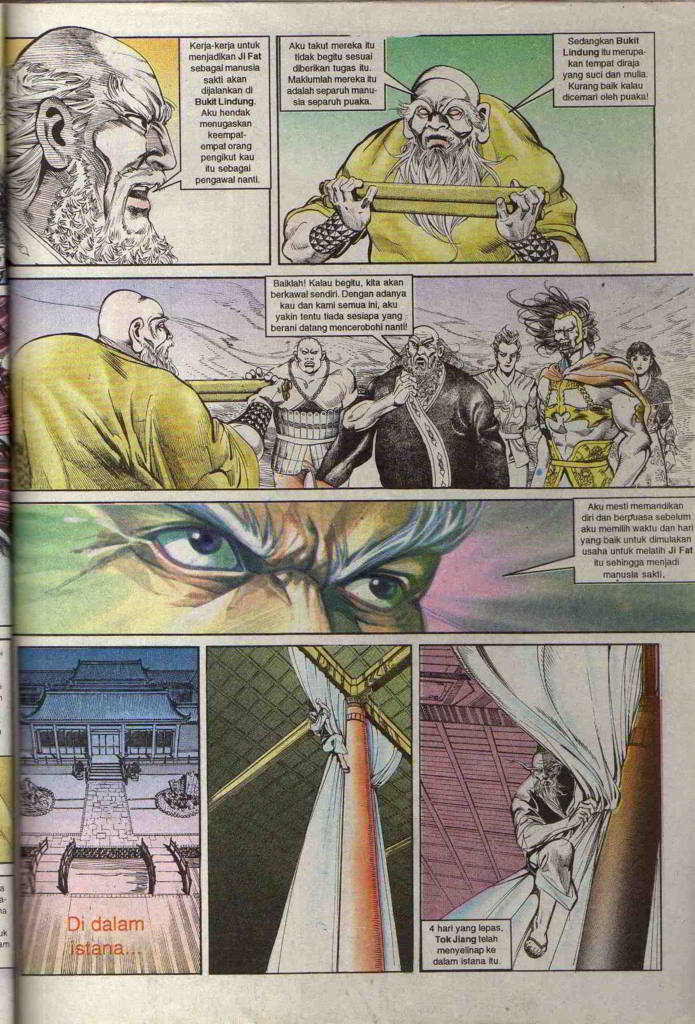 Kerja-kerja untuk
menjadikan Ji Fat
sebagai manusia
sakti akan
dijalankan di
Bukit Lindung.
Aku hendak
menugaskan
keempat-
empat orang
pengikut kau
itu sebagai
pengawal nanti.
Aku takut mereka itu
tidak begitu sesuai
diberikan tugas itu.
Maklumlah mereka itu
adalah separuh manu-
sia separuh puaka.
Sedangkan Bukit
Lindung itu merupa-
kan tempat diraja
yang suci dan mulia.
Kurang baik kalau
dicemari oleh puaka!
Baiklah! Kalau begitu, kita akan
berkawal sendiri. Dengan adanya
kau dan kami semua ini, aku
yakin tentu tiada sesiapa yang
berani datang mencerobohi nanti!
Aku mesti memandikan
diri dan berpuasa sebelum
aku memilih waktu dan hari
yang baik untuk dimulakan
usaha untuk melatih Ji Fat
itu sehingga menjadi
manusia sakti.
Di dalam
istana...
4 hari yang lepas,
Tok Jiang telah
menyelinap ke
dalam istana itu.